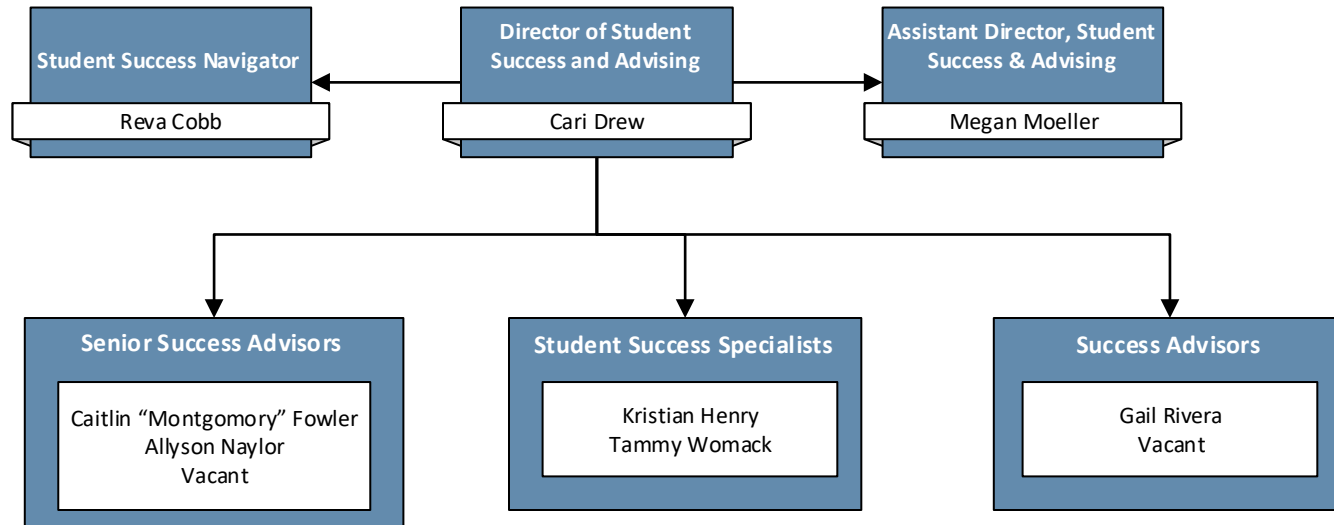 Student Success Navigator
Reva Cobb
Director of Student
Success and Advising
Cari Drew
Assistant Director, Student
Success & Advising
Megan Moeller
Senior Success Advisors
Caitlin “Montgomory” Fowler
Allyson Naylor
Vacant
Student Success Specialists
Kristian Henry
Tammy Womack
Success Advisors
Gail Rivera
Vacant